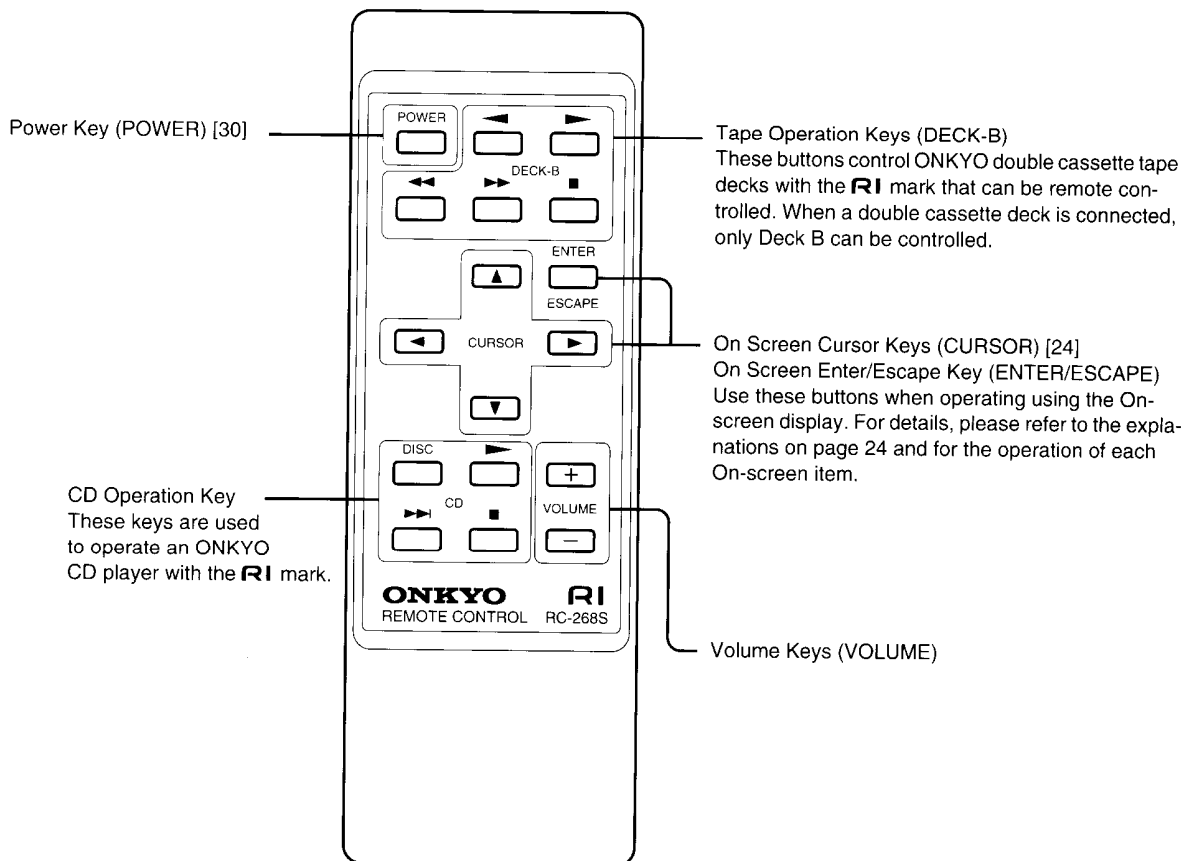 Power Key (POWER) [30]
POWER
DECK-B
Tape Operation Keys (DECK-B)
These buttons control ONKYO double cassette tape
decks with the RI mark that can be remote con-
trolled. When a double cassette deck is connected,
only Deck B can be controlled.
ENTER
ESCAPE
CURSOR
On Screen Cursor Keys (CURSOR) [24]
On Screen Enter/Escape Key (ENTER/ESCAPE)
Use these buttons when operating using the On-
screen display. For details, please refer to the expla-
nations on page 24 and for the operation of each
On-screen item.
DISC
CD
+
VOLUME
−
CD Operation Key
These keys are used
to operate an ONKYO
CD player with the RI mark.
ONKYO RI
REMOTE CONTROL RC-268S
Volume Keys (VOLUME)